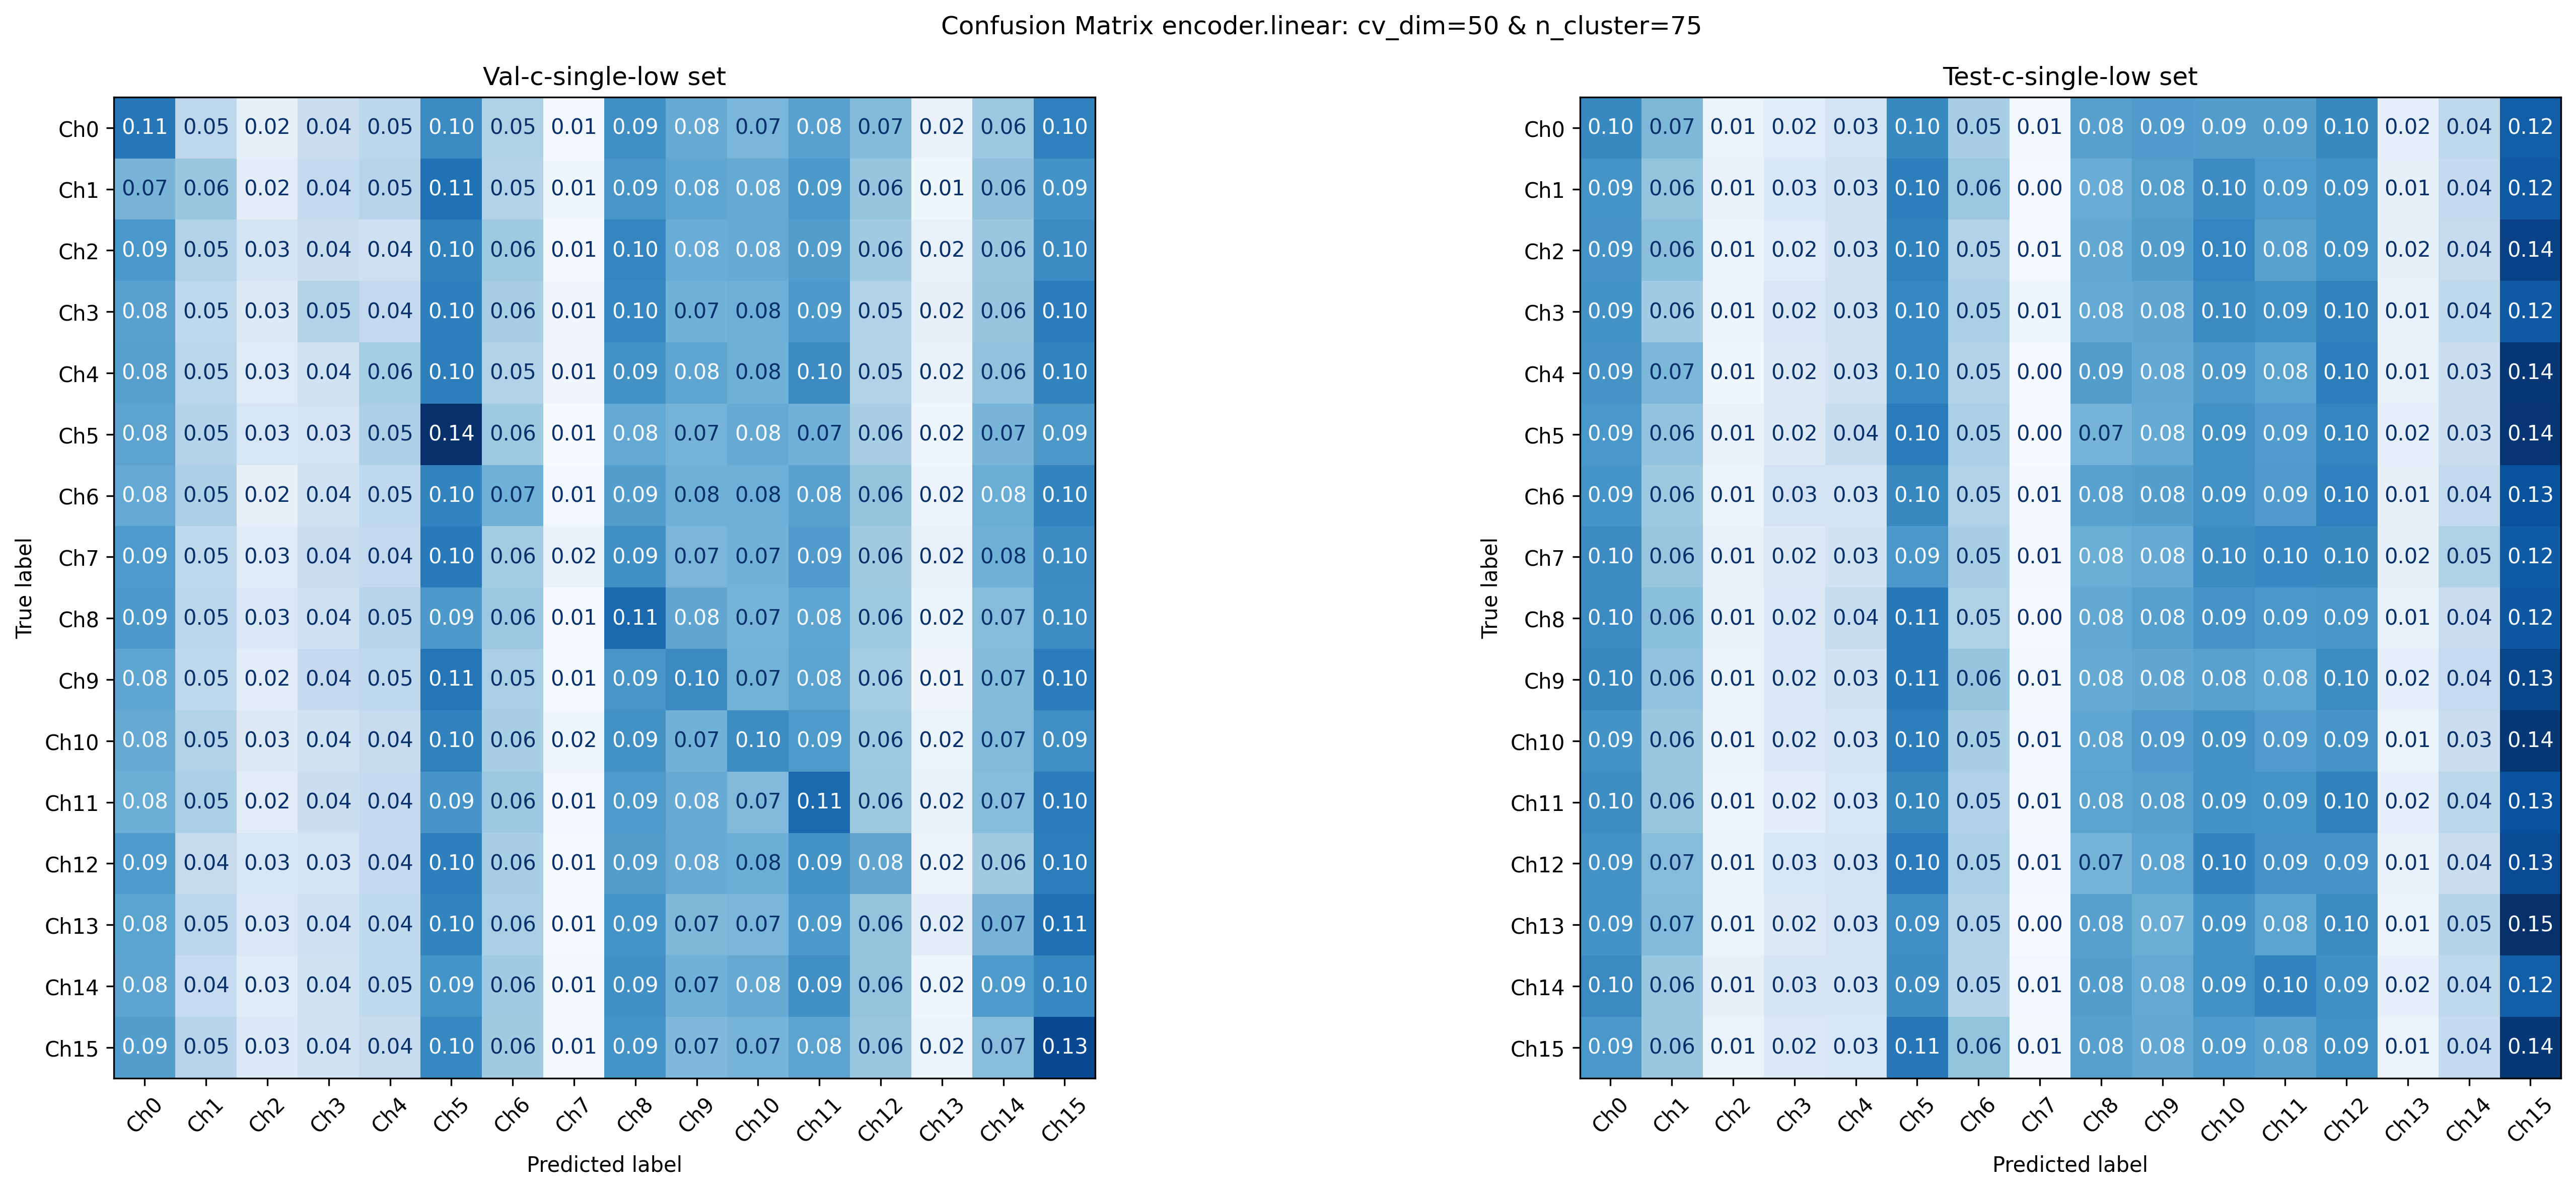 Confusion Matrix encoder.linear: cv_dim=50 & n_cluster=75
Val-c-single-low set
True label
Ch0 0.11 0.05 0.02 0.04 0.05 0.10 0.05 0.01 0.09 0.08 0.07 0.08 0.07 0.02 0.06 0.10
Ch1 0.07 0.06 0.02 0.04 0.05 0.11 0.05 0.01 0.09 0.08 0.08 0.09 0.06 0.01 0.06 0.09
Ch2 0.09 0.05 0.03 0.04 0.04 0.10 0.06 0.01 0.10 0.08 0.08 0.09 0.06 0.02 0.06 0.10
Ch3 0.08 0.05 0.03 0.05 0.04 0.10 0.06 0.01 0.10 0.07 0.08 0.09 0.05 0.02 0.06 0.10
Ch4 0.08 0.05 0.03 0.04 0.06 0.10 0.05 0.01 0.09 0.08 0.08 0.10 0.05 0.02 0.06 0.10
Ch5 0.08 0.05 0.03 0.03 0.05 0.14 0.06 0.01 0.08 0.07 0.08 0.07 0.06 0.02 0.07 0.09
Ch6 0.08 0.05 0.02 0.04 0.05 0.10 0.07 0.01 0.09 0.08 0.08 0.08 0.06 0.02 0.08 0.10
Ch7 0.09 0.05 0.03 0.04 0.04 0.10 0.06 0.02 0.09 0.07 0.07 0.09 0.06 0.02 0.08 0.10
Ch8 0.09 0.05 0.03 0.04 0.05 0.09 0.06 0.01 0.11 0.08 0.07 0.08 0.06 0.02 0.07 0.10
Ch9 0.08 0.05 0.02 0.04 0.05 0.11 0.05 0.01 0.09 0.10 0.07 0.08 0.06 0.01 0.07 0.10
Ch10 0.08 0.05 0.03 0.04 0.04 0.10 0.06 0.02 0.09 0.07 0.10 0.09 0.06 0.02 0.07 0.09
Ch11 0.08 0.05 0.02 0.04 0.04 0.09 0.06 0.01 0.09 0.08 0.07 0.11 0.06 0.02 0.07 0.10
Ch12 0.09 0.04 0.03 0.03 0.04 0.10 0.06 0.01 0.09 0.08 0.08 0.09 0.08 0.02 0.06 0.10
Ch13 0.08 0.05 0.03 0.04 0.04 0.10 0.06 0.01 0.09 0.07 0.07 0.09 0.06 0.02 0.07 0.11
Ch14 0.08 0.04 0.03 0.04 0.05 0.09 0.06 0.01 0.09 0.07 0.08 0.09 0.06 0.02 0.09 0.10
Ch15 0.09 0.05 0.03 0.04 0.04 0.10 0.06 0.01 0.09 0.07 0.07 0.08 0.06 0.02 0.07 0.13
Ch0 Ch1 Ch2 Ch3 Ch4 Ch5 Ch6 Ch7 Ch8 Ch9 Ch10 Ch11 Ch12 Ch13 Ch14 Ch15
Predicted label
Test-c-single-low set
True label
Ch0 0.10 0.07 0.01 0.02 0.03 0.10 0.05 0.01 0.08 0.09 0.09 0.09 0.10 0.02 0.04 0.12
Ch1 0.09 0.06 0.01 0.03 0.03 0.10 0.06 0.00 0.08 0.08 0.10 0.09 0.09 0.01 0.04 0.12
Ch2 0.09 0.06 0.01 0.02 0.03 0.10 0.05 0.01 0.08 0.09 0.10 0.08 0.09 0.02 0.04 0.14
Ch3 0.09 0.06 0.01 0.02 0.03 0.10 0.05 0.01 0.08 0.08 0.10 0.09 0.10 0.01 0.04 0.12
Ch4 0.09 0.07 0.01 0.02 0.03 0.10 0.05 0.00 0.09 0.08 0.09 0.08 0.10 0.01 0.03 0.14
Ch5 0.09 0.06 0.01 0.02 0.04 0.10 0.05 0.00 0.07 0.08 0.09 0.09 0.10 0.02 0.03 0.14
Ch6 0.09 0.06 0.01 0.03 0.03 0.10 0.05 0.01 0.08 0.08 0.09 0.09 0.10 0.01 0.04 0.13
Ch7 0.10 0.06 0.01 0.02 0.03 0.09 0.05 0.01 0.08 0.08 0.10 0.10 0.10 0.02 0.05 0.12
Ch8 0.10 0.06 0.01 0.02 0.04 0.11 0.05 0.00 0.08 0.08 0.09 0.09 0.09 0.01 0.04 0.12
Ch9 0.10 0.06 0.01 0.02 0.03 0.11 0.06 0.01 0.08 0.08 0.08 0.08 0.10 0.02 0.04 0.13
Ch10 0.09 0.06 0.01 0.02 0.03 0.10 0.05 0.01 0.08 0.09 0.09 0.09 0.09 0.01 0.03 0.14
Ch11 0.10 0.06 0.01 0.02 0.03 0.10 0.05 0.01 0.08 0.08 0.09 0.09 0.10 0.02 0.04 0.13
Ch12 0.09 0.07 0.01 0.03 0.03 0.10 0.05 0.01 0.07 0.08 0.10 0.09 0.09 0.01 0.04 0.13
Ch13 0.09 0.07 0.01 0.02 0.03 0.09 0.05 0.00 0.08 0.07 0.09 0.08 0.10 0.01 0.05 0.15
Ch14 0.10 0.06 0.01 0.03 0.03 0.09 0.05 0.01 0.08 0.08 0.09 0.10 0.09 0.02 0.04 0.12
Ch15 0.09 0.06 0.01 0.02 0.03 0.11 0.06 0.01 0.08 0.08 0.09 0.08 0.09 0.01 0.04 0.14
Ch0 Ch1 Ch2 Ch3 Ch4 Ch5 Ch6 Ch7 Ch8 Ch9 Ch10 Ch11 Ch12 Ch13 Ch14 Ch15
Predicted label